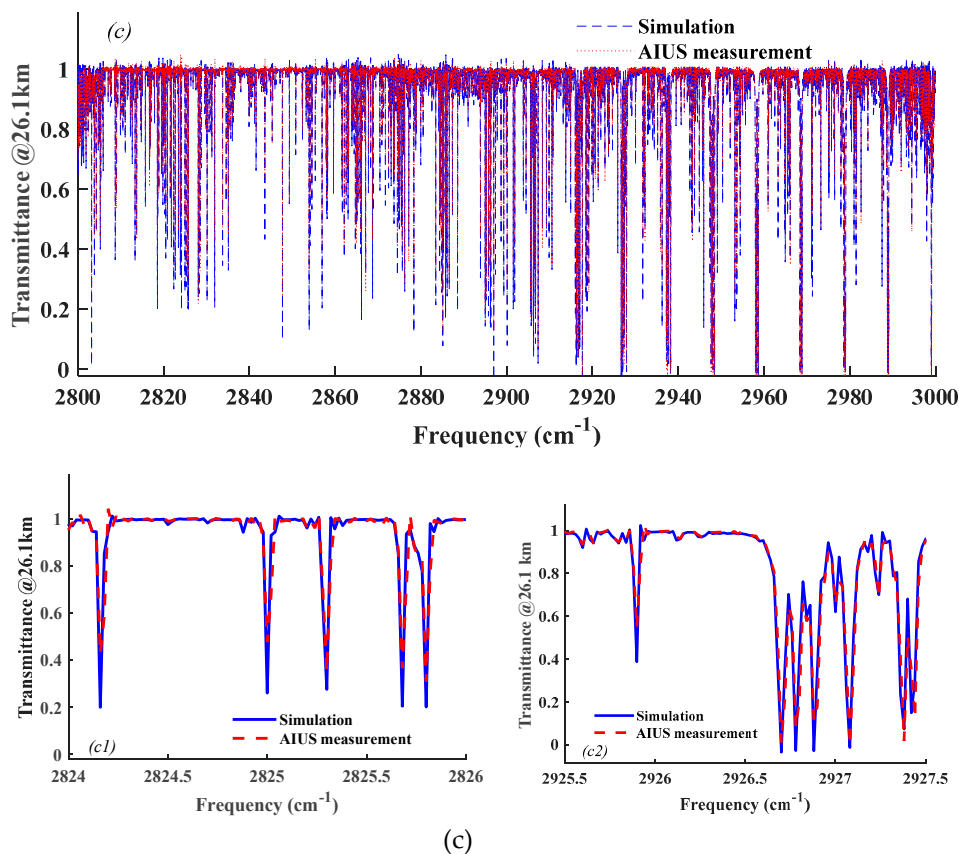 (c)
Simulation
AIUS measurement
Transmittance @26.1km
1
0.8
0.6
0.4
0.2
0
2800 2820 2840 2860 2880 2900 2920 2940 2960 2980 3000
Frequency (cm-1)
Transmittance @26.1km
1
0.8
0.6
0.4
0.2
0
Simulation
AIUS measurement
(c1)
2824 2824.5 2825 2825.5 2826
Frequency (cm-1)
Transmittance @26.1 km
1
0.8
0.6
0.4
0.2
0
Simulation
AIUS measurement
(c2)
2925.5 2926 2926.5 2927 2927.5
Frequency (cm-1)
(c)